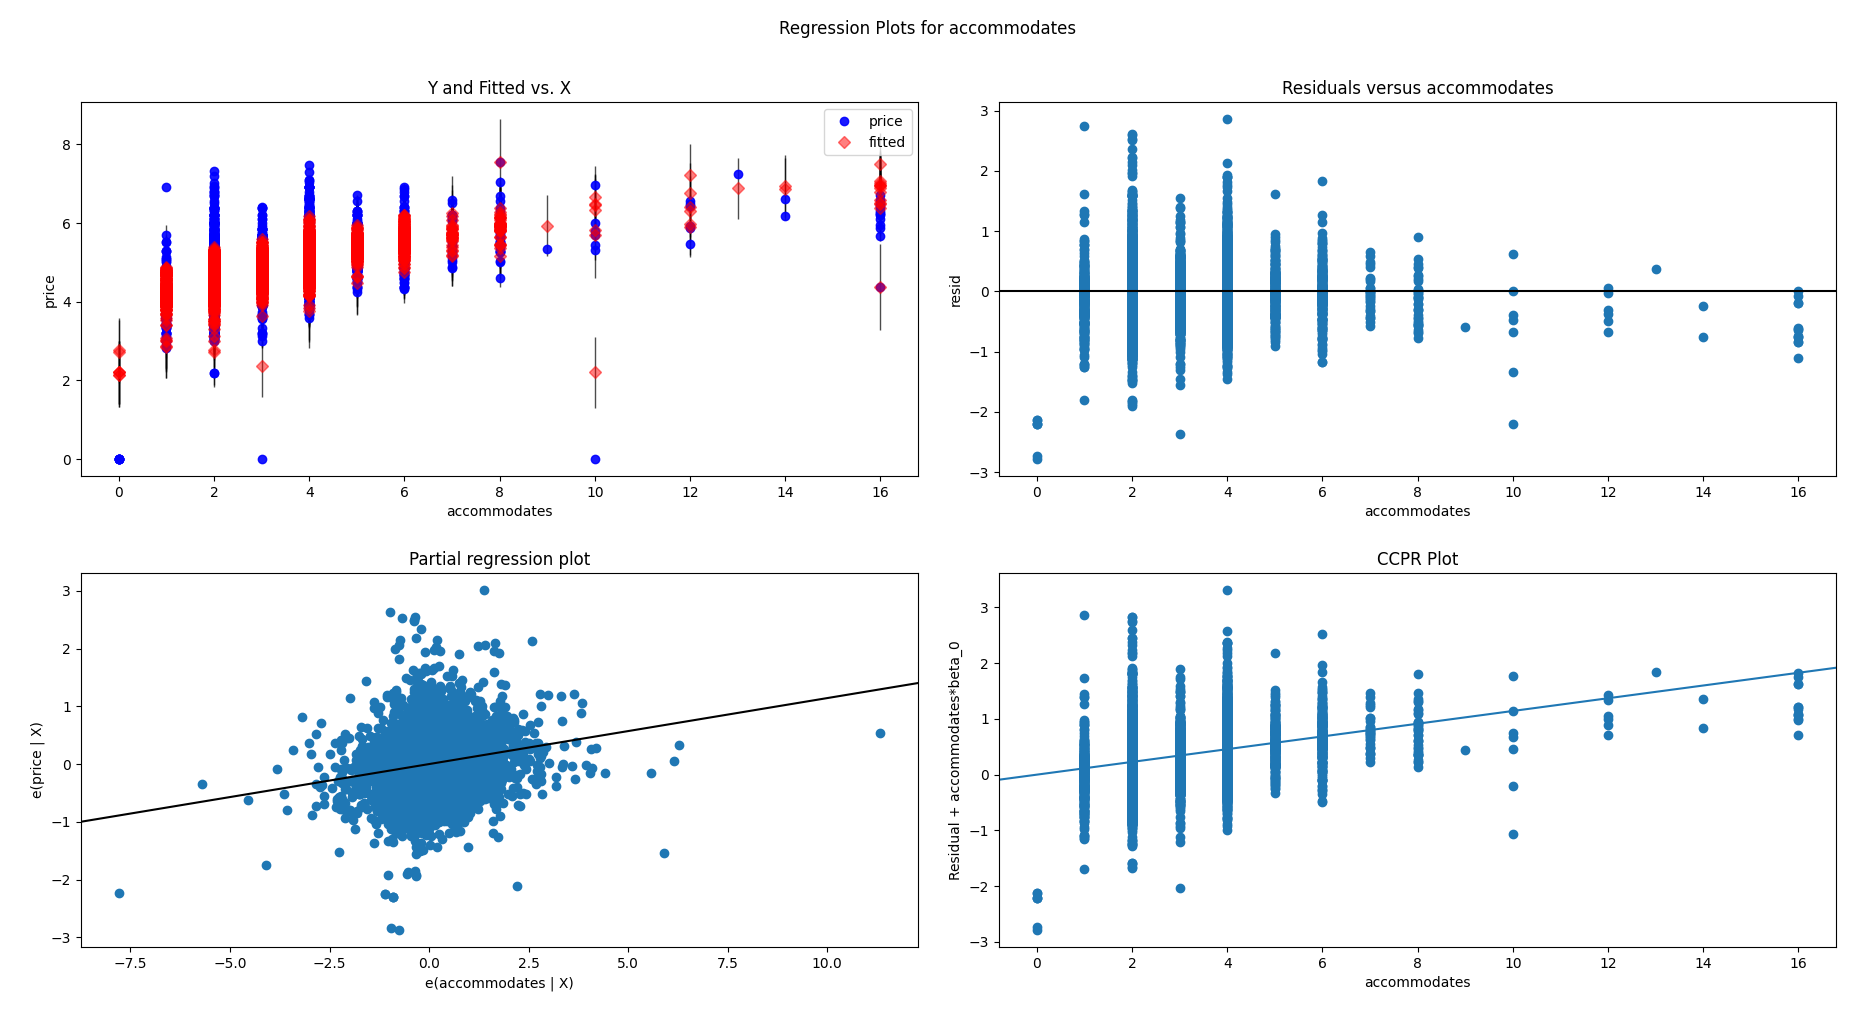 Regression Plots for accommodates
Y and Fitted vs. X
price
fitted
8
6
4
2
0
price
0 2 4 6 8 10 12 14 16
accommodates
Residuals versus accommodates
3
2
1
0
−1
−2
−3
resid
0 2 4 6 8 10 12 14 16
accommodates
Partial regression plot
3
2
1
0
−1
−2
−3
e(price | X)
−7.5 −5.0 −2.5 0.0 2.5 5.0 7.5 10.0
e(accommodates | X)
CCPR Plot
3
2
1
0
−1
−2
−3
Residual + accommodates*beta_0
0 2 4 6 8 10 12 14 16
accommodates